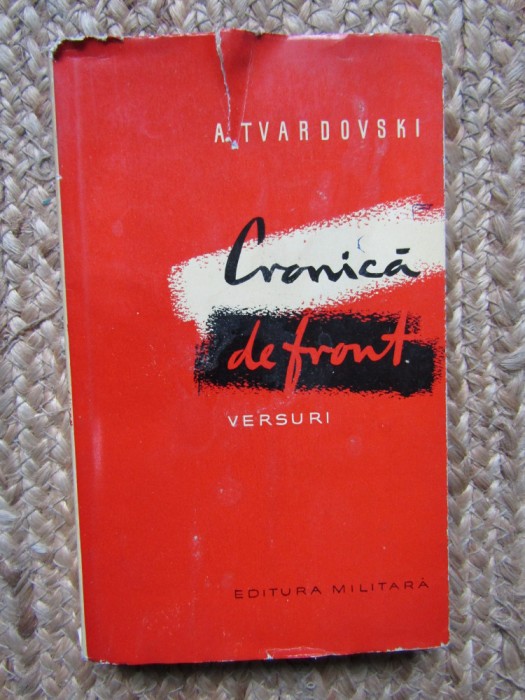 A. TVARDOVSKI
Cronică
de front
VERSURI
EDITURA MILITARĂ